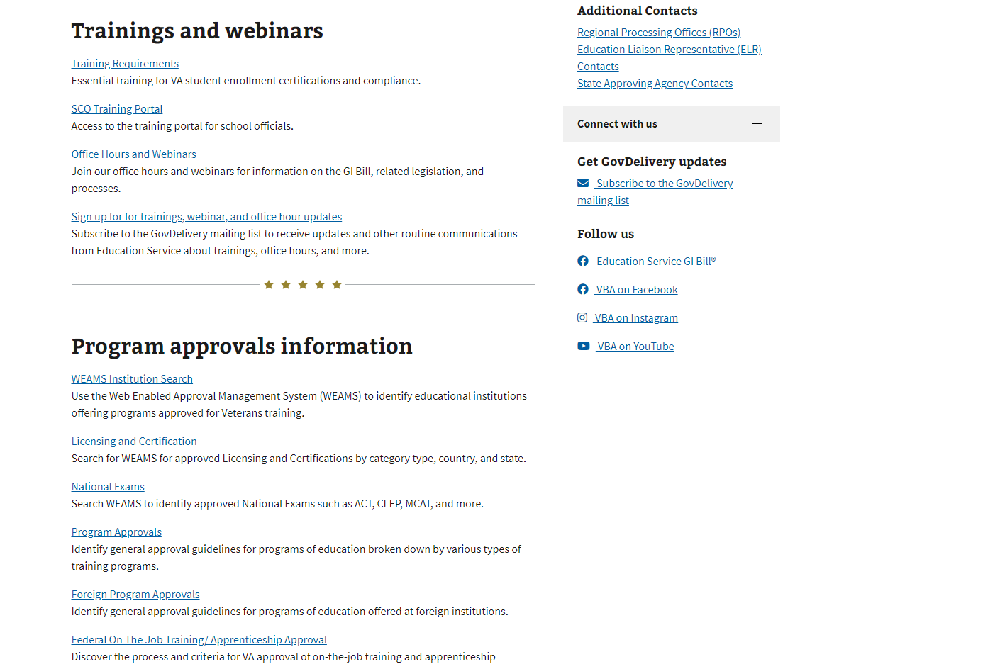 Trainings and webinars
Training Requirements
Essential training for VA student enrollment certifications and compliance.
SCO Training Portal
Access to the training portal for school officials.
Office Hours and Webinars
Join our office hours and webinars for information on the GI Bill, related legislation, and
processes.
Sign up for for trainings, webinar, and office hour updates
Subscribe to the GovDelivery mailing list to receive updates and other routine communications
from Education Service about trainings, office hours, and more.
Program approvals information
WEAMS Institution Search
Use the Web Enabled Approval Management System (WEAMS) to identify educational institutions
offering programs approved for Veterans training.
Licensing and Certification
Search for WEAMS for approved Licensing and Certifications by category type, country, and state.
National Exams
Search WEAMS to identify approved National Exams such as ACT, CLEP, MCAT, and more.
Program Approvals
Identify general approval guidelines for programs of education broken down by various types of
training programs.
Foreign Program Approvals
Identify general approval guidelines for programs of education offered at foreign institutions.
Federal On The Job Training/ Apprenticeship Approval
Discover the process and criteria for VA approval of on-the-job training and apprenticeship
Additional Contacts
Regional Processing Offices (RPOs)
Education Liaison Representative (ELR)
Contacts
State Approving Agency Contacts
Connect with us
Get GovDelivery updates
Subscribe to the GovDelivery
mailing list
Follow us
Education Service GI Bill®
VBA on Facebook
VBA on Instagram
VBA on YouTube